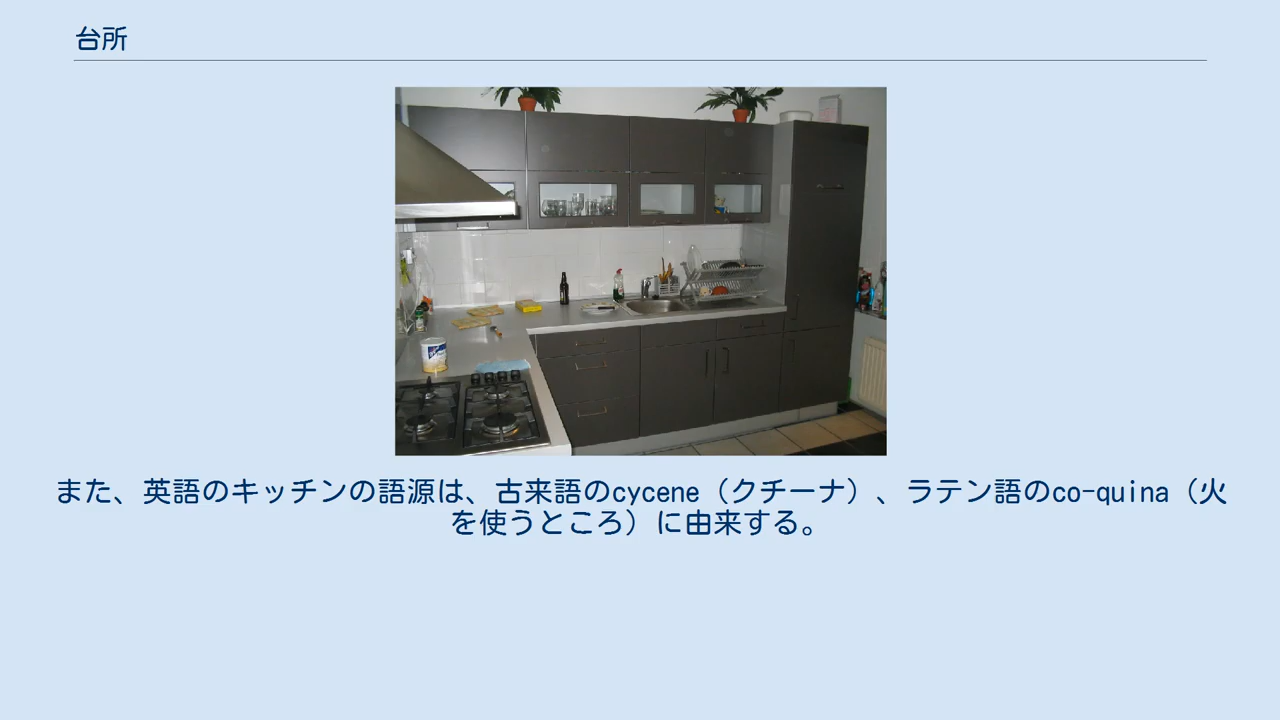 台所
また、英語のキッチンの語源は、古来語のcycene（クチーナ）、ラテン語のco-quina（火
を使うところ）に由来する。